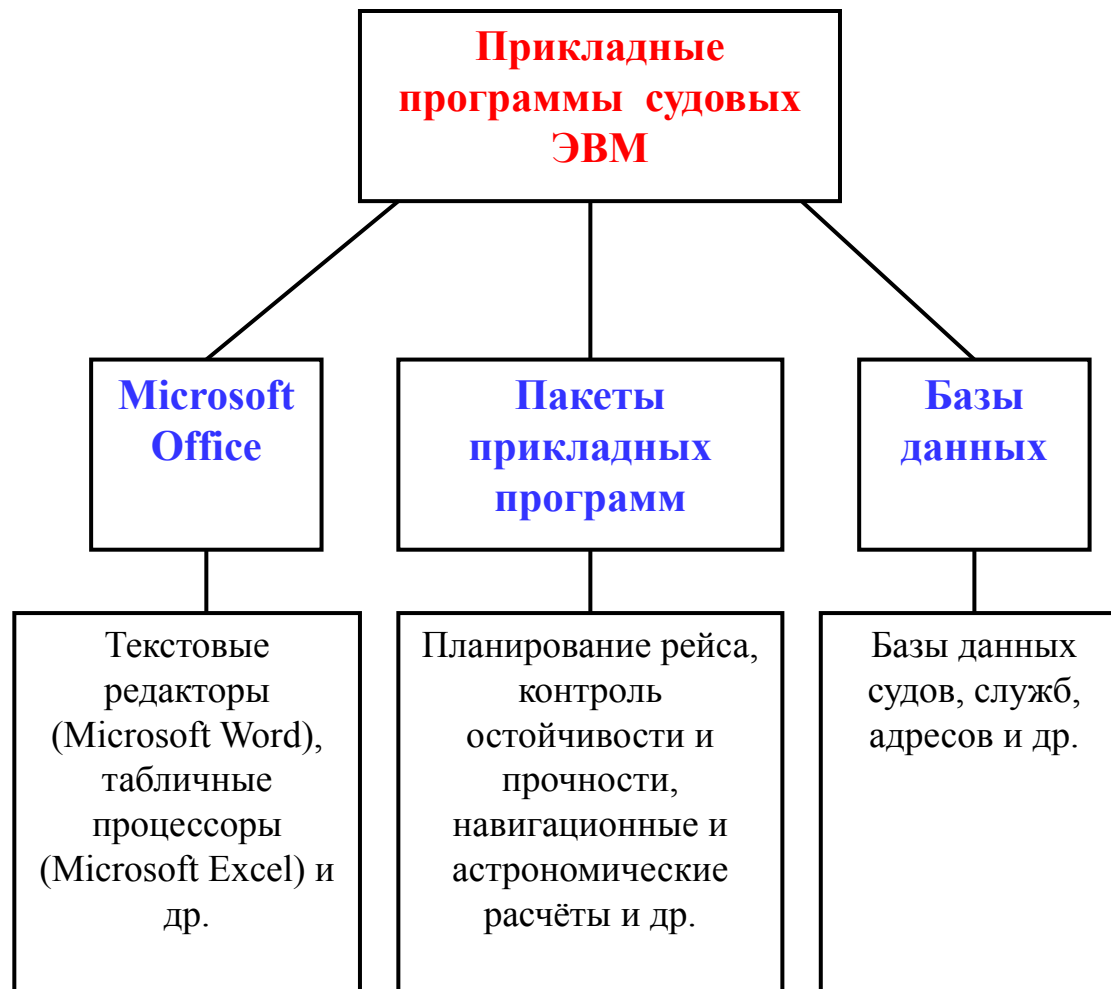 Прикладные
программы судовых
ЭВМ
Microsoft
Office
Пакеты
прикладных
программ
Базы
данных
Текстовые
редакторы
(Microsoft Word),
табличные
процессоры
(Microsoft Excel) и
др.
Планирование рейса,
контроль
остойчивости и
прочности,
навигационные и
астрономические
расчёты и др.
Базы данных
судов, служб,
адресов и др.